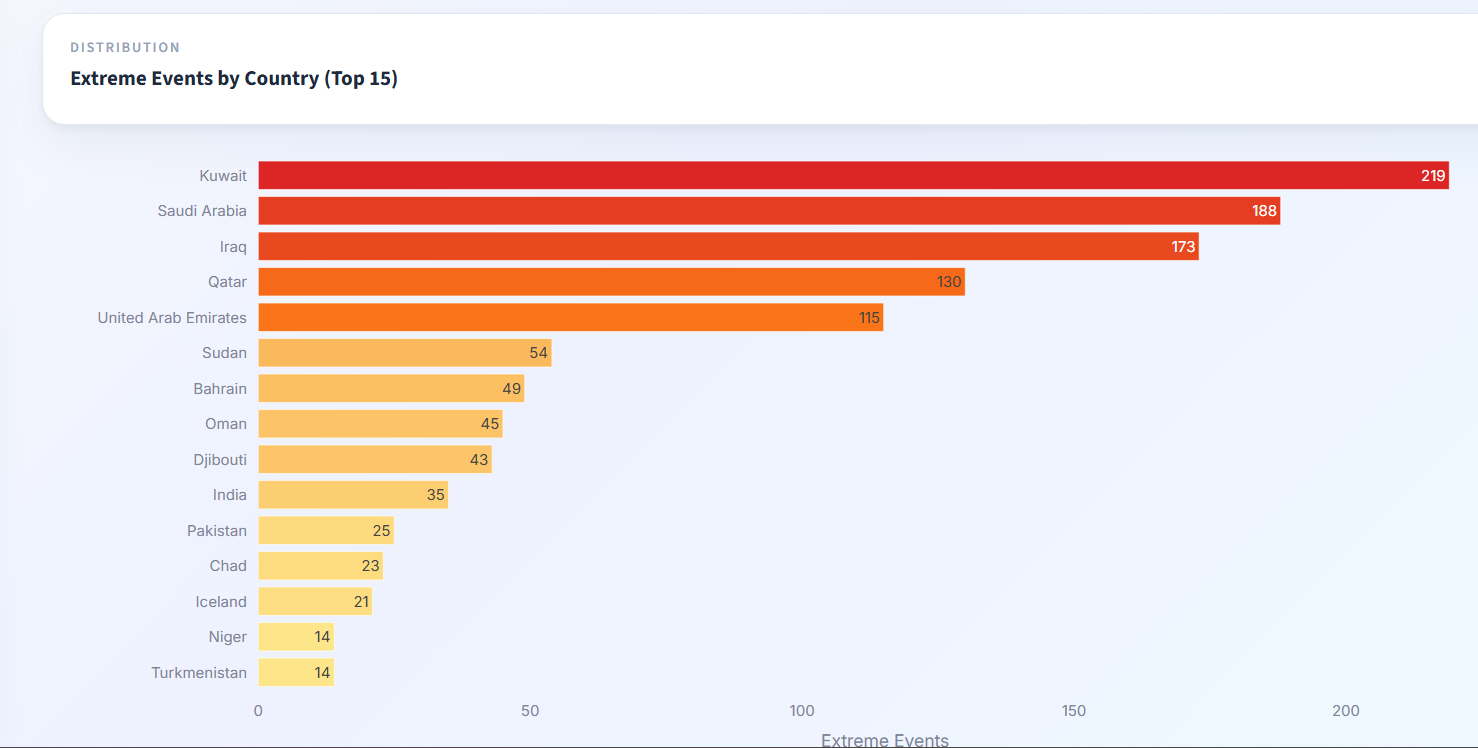 DISTRIBUTION
Extreme Events by Country (Top 15)
Kuwait 219
Saudi Arabia 188
Iraq 173
Qatar 130
United Arab Emirates 115
Sudan 54
Bahrain 49
Oman 45
Djibouti 43
India 35
Pakistan 25
Chad 23
Iceland 21
Niger 14
Turkmenistan 14
0 50 100 150 200
Extreme Events